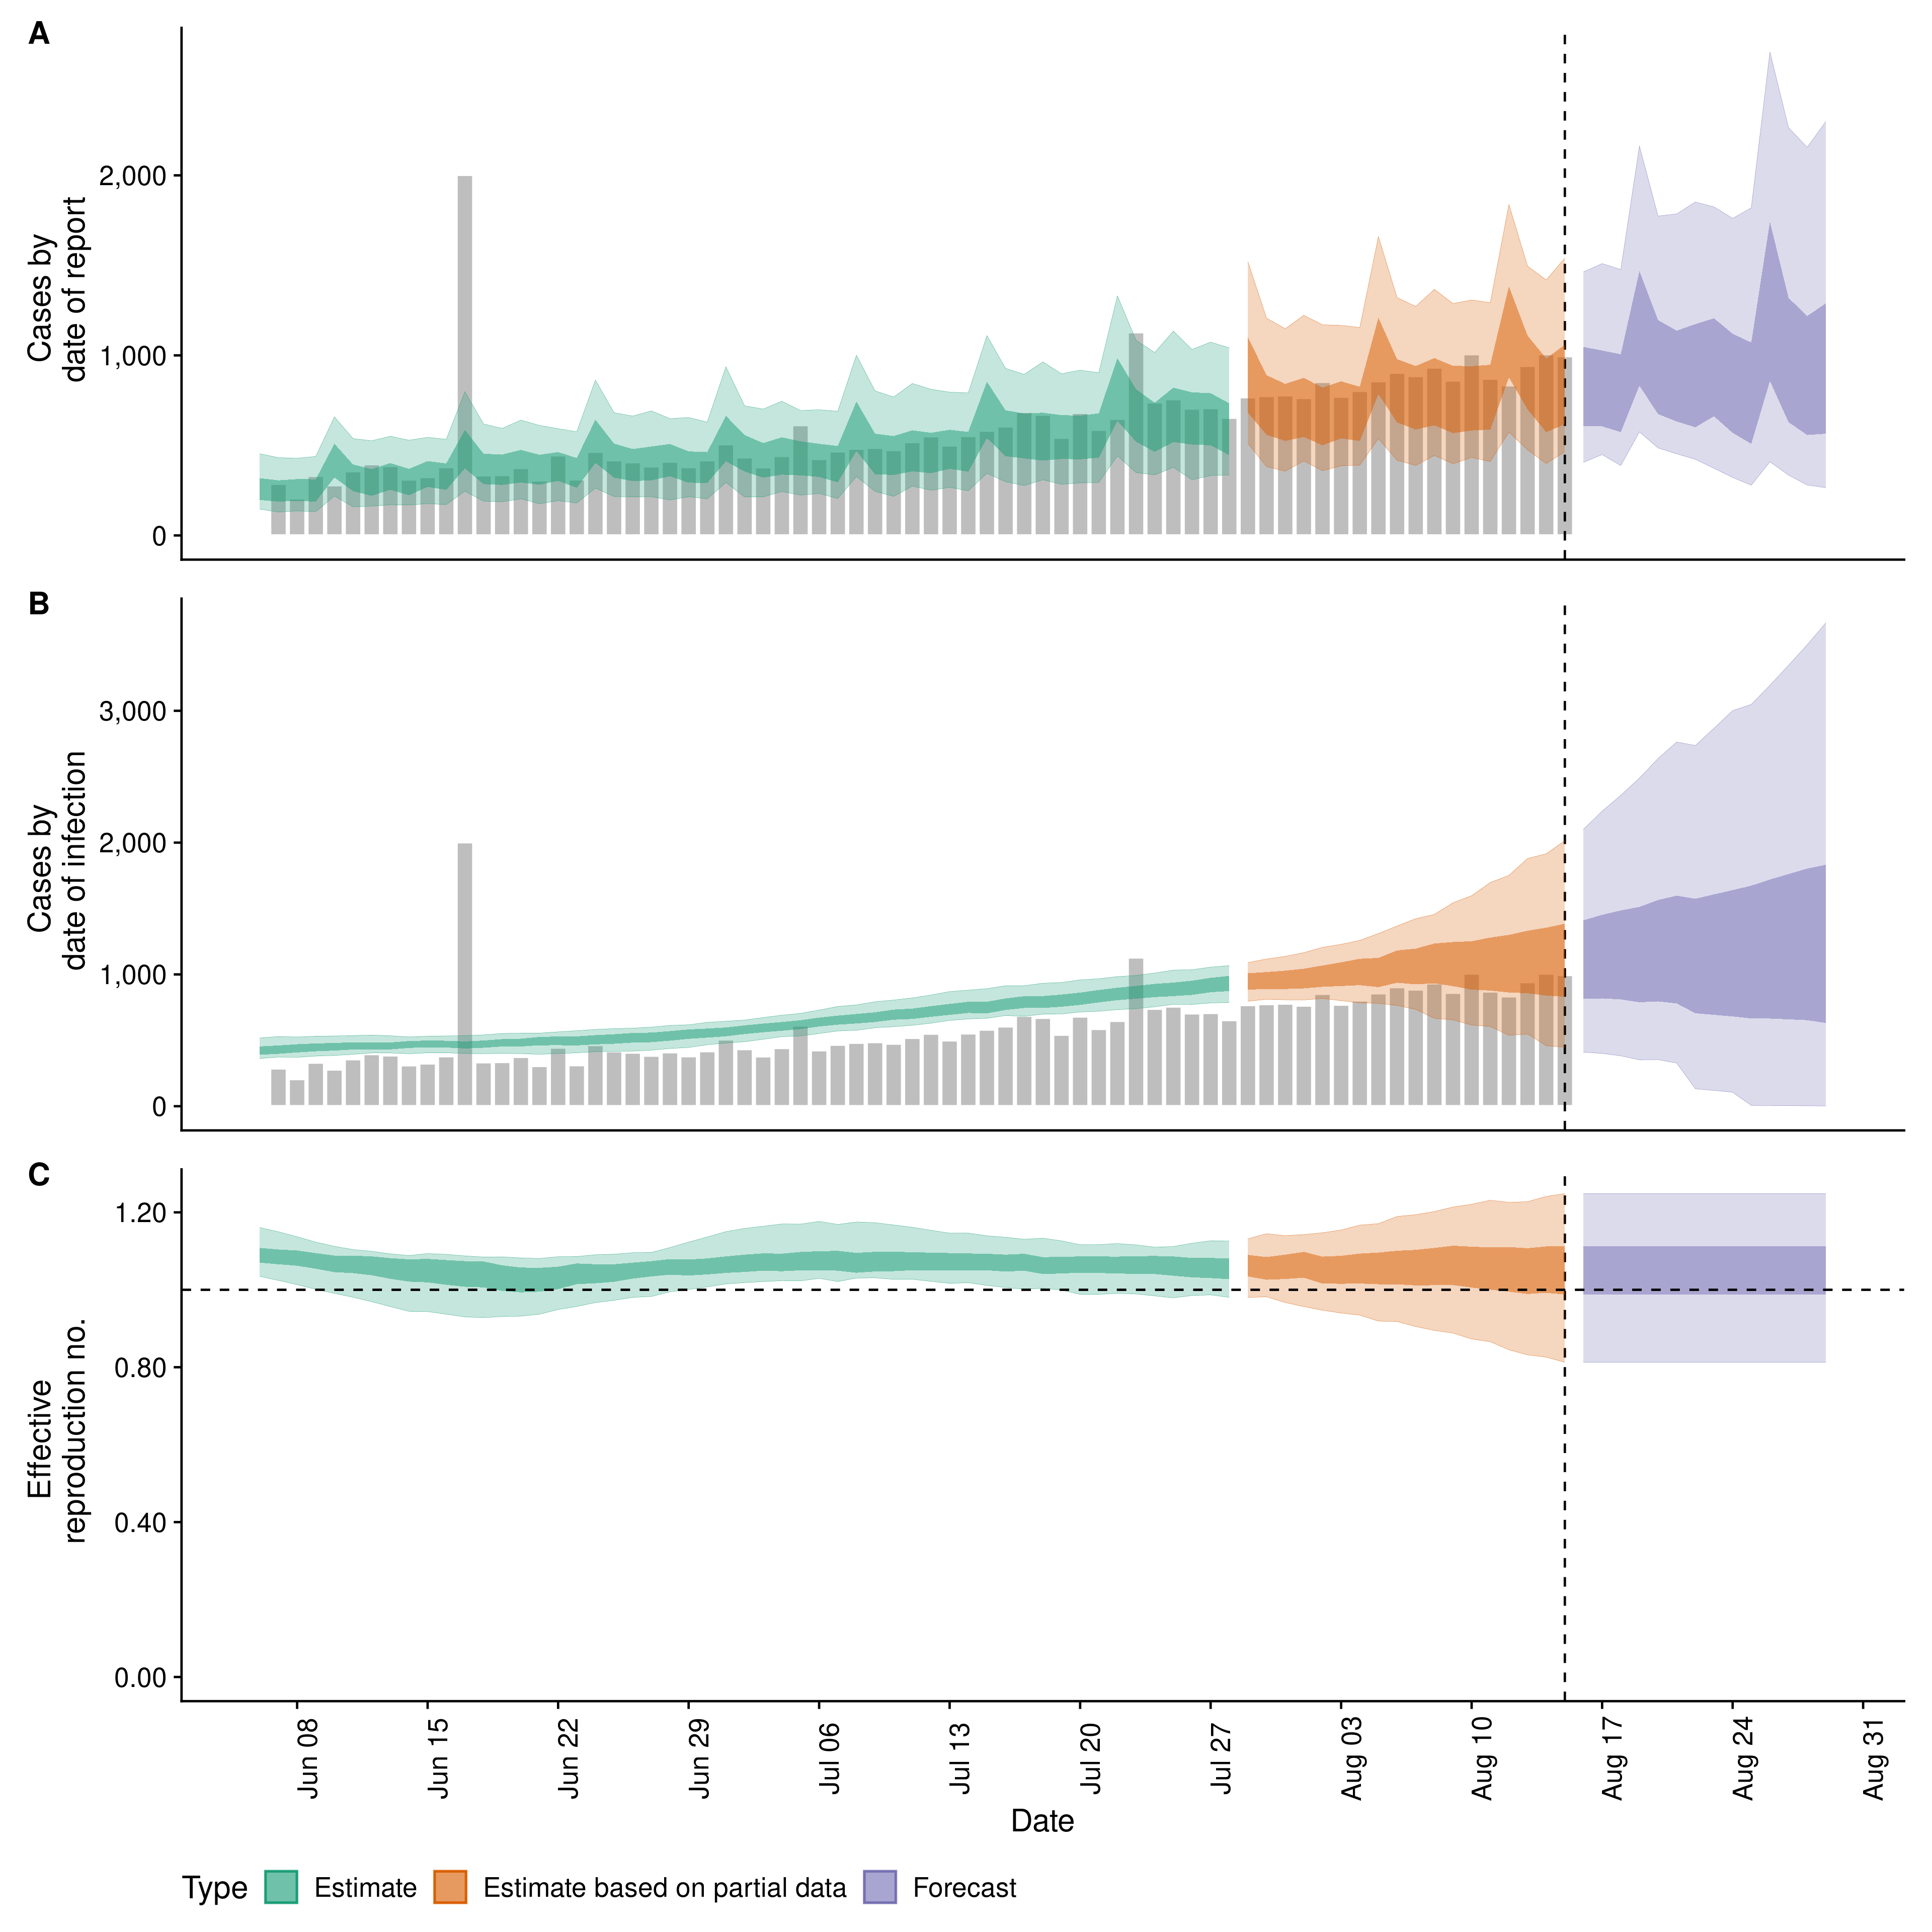 A
Cases by
date of report
2,000
1,000
0
B
Cases by
date of infection
3,000
2,000
1,000
0
C
Effective
reproduction no.
1.20
0.80
0.40
0.00
Jun 08
Jun 15
Jun 22
Jun 29
Jul 06
Jul 13
Jul 20
Jul 27
Aug 03
Aug 10
Aug 17
Aug 24
Aug 31
Date
Type Estimate Estimate based on partial data Forecast